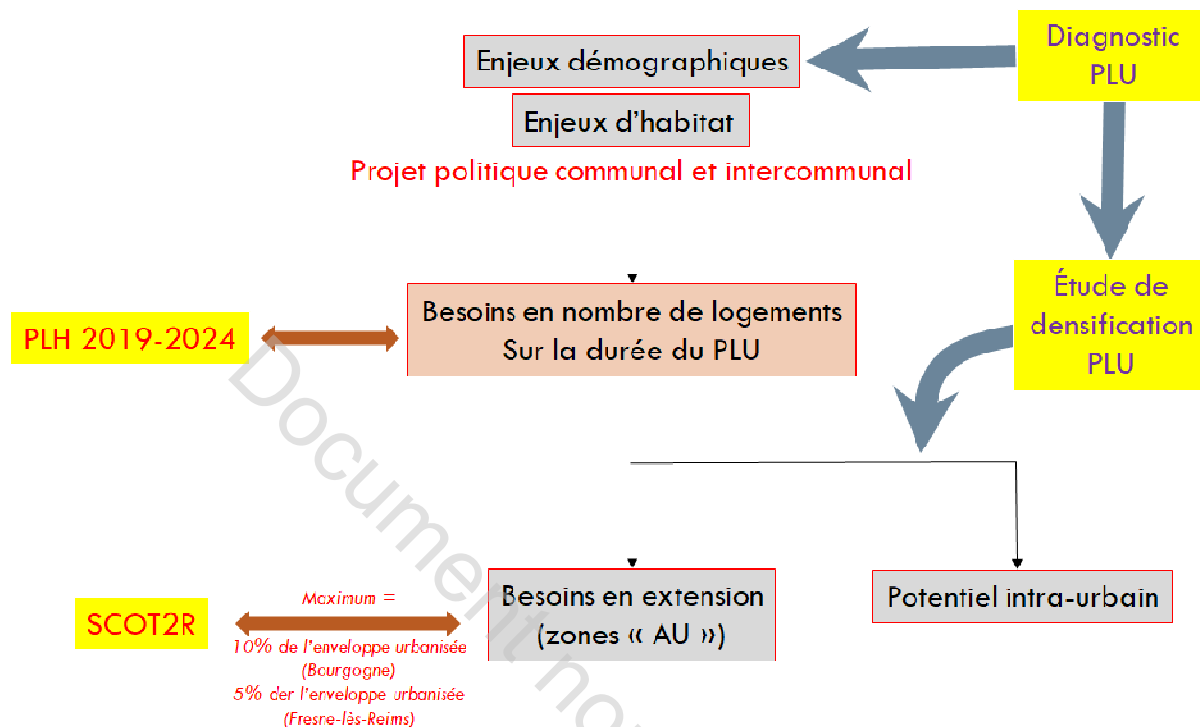 Diagnostic
PLU
Enjeux démographiques
Enjeux d'habitat
Projet politique communal et intercommunal
Étude de
densification
PLU
Besoins en nombre de logements
Sur la durée du PLU
PLH 2019-2024
SCOT2R
Maximum =
10% de l'enveloppe urbanisée
(Bourgogne)
5% der l'enveloppe urbanisée
(Fresne-lès-Reims)
Besoins en extension
(zones « AU »)
Potentiel intra-urbain
Document